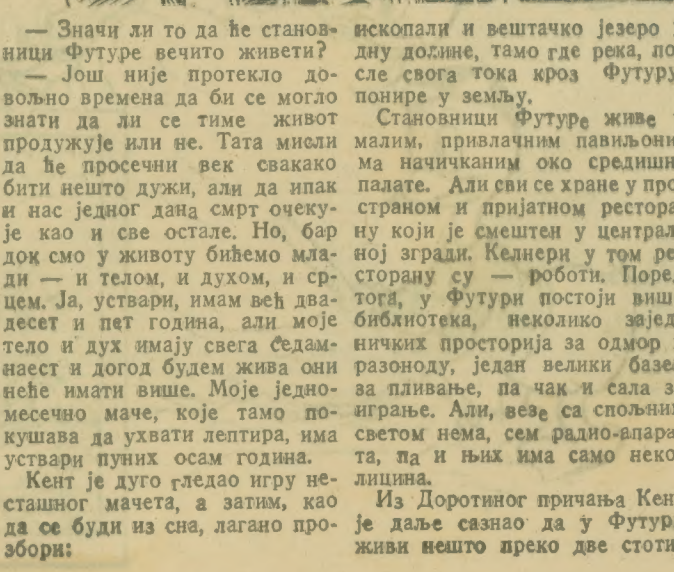 — Значи ли то да ће станов-
ници Футуре вечито живети?
— Још није протекло до-
вољно времена да би се могло
знати да ли се тиме живот
продужује или не. Тата мисли
да ће просечни век свакако
бити нешто дужи, али да ипак
и нас једног дана смрт очеку-
је као и све остале. Но, бар
док смо у животу бићемо мла-
ди — и телом, и духом, и ср-
цем. Ја, уствари, имам већ два-
десет и пет година, али моје
тело и дух имају свега седам-
наест и догод будем жива они
неће имати више. Моје једно-
месечно маче, које тамо по-
кушава да ухвати лептира, има
уствари пуних осам година.
Кент је дуго гледао игру не-
сташног мачета, а затим, као
да се буди из сна, лагано про-
збори:
ископали и вештачко језеро
дну долине, тамо где река, по
сле свога тока кроз Футуру
понире у земљу.
Становници Футуре живе
малим, привлачним павиљони
ма начичканим око средишн
палате. Али сви се хране у про
страном и пријатном рестора
ну који је смештен у централ
ној згради. Келнери у том ре
сторану су — роботи. Поре
тога, у Футури постоји виш
библиотека, неколико зајед
ничких просторија за одмор
разоноду, један велики базе
за пливање, па чак и сала з
играње. Али, везе са спољни
светом нема, сем радио-апара
та, па и њих има само неко
лицина.
Из Доротиног причања Кен
је даље сазнао да у Футур
живи нешто преко две стоти